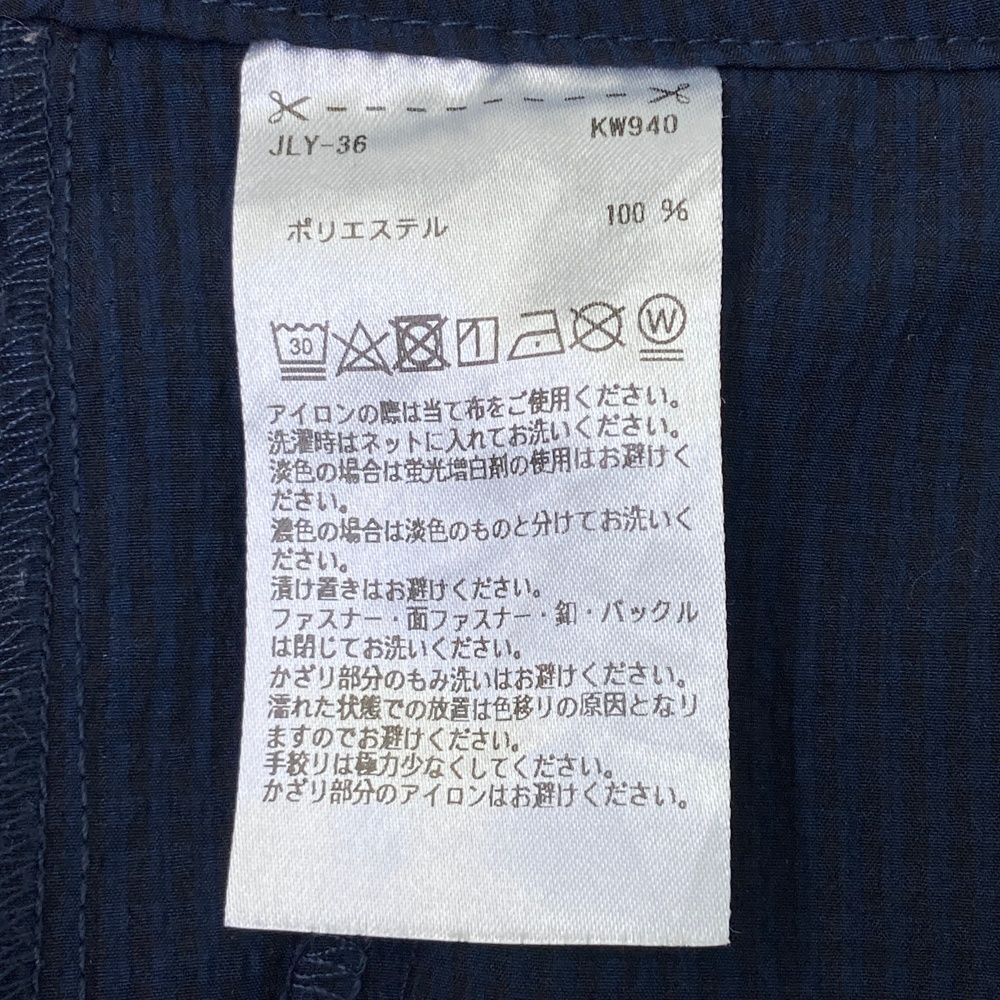 JLY-36 KW940
ポリエステル 100 %
30 W
アイロンの際は当て布をご使用ください。
洗濯時はネットに入れてお洗いください。
淡色の場合は蛍光増白剤の使用はお避けく
ださい。
濃色の場合は淡色のものと分けてお洗いく
ださい。
漬け置きはお避けください。
ファスナー・面ファスナー・釦・バックル
は閉じてお洗いください。
かざり部分のもみ洗いはお避けください。
濡れた状態での放置は色移りの原因となり
ますのでお避けください。
手絞りは極力少なくしてください。
かざり部分のアイロンはお避けください。